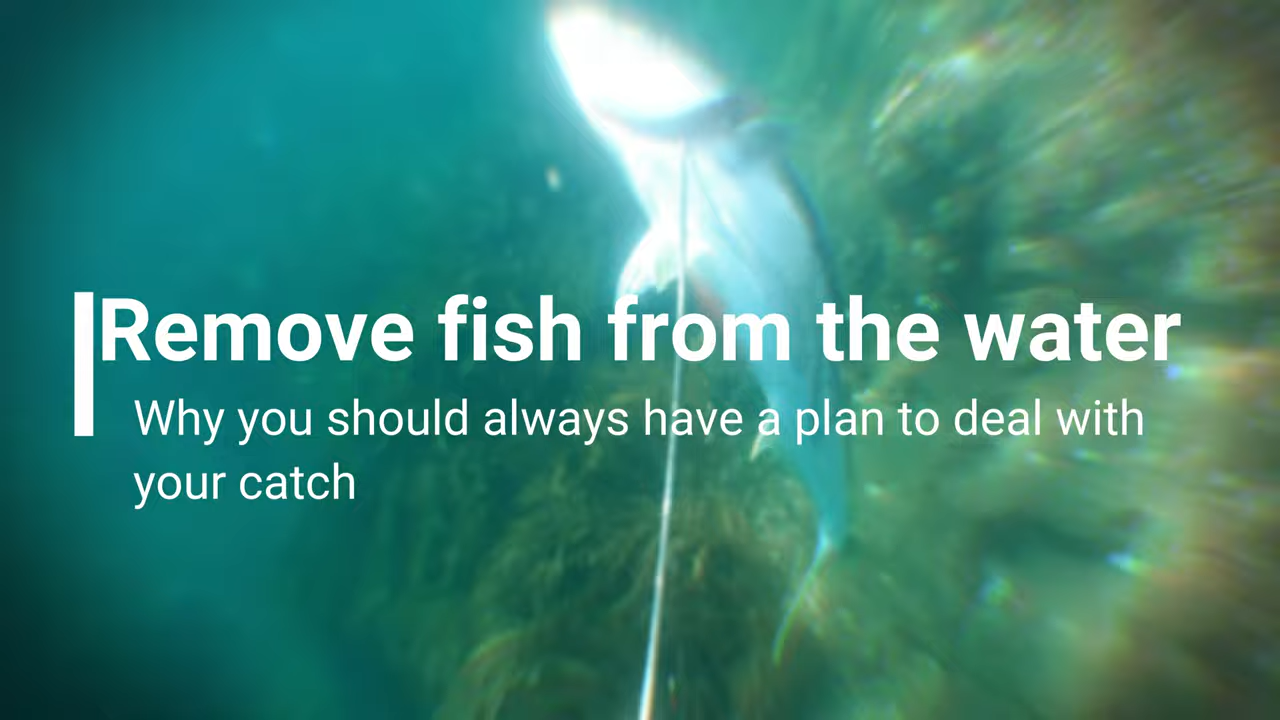 Remove fish from the water
Why you should always have a plan to deal with
your catch